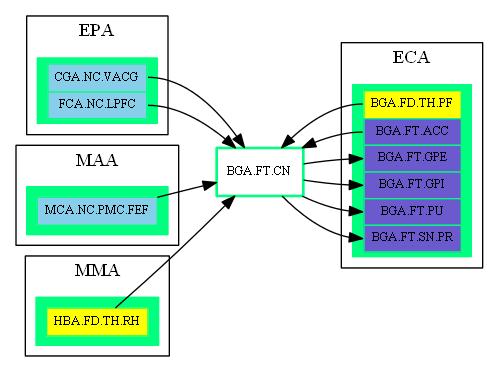 EPA
CGA.NC.VACG
FCA.NC.LPFC
MAA
MCA.NC.PMC.FEF
MMA
HBA.FD.TH.RH
BGA.FT.CN
ECA
BGA.FD.TH.PF
BGA.FT.ACC
BGA.FT.GPE
BGA.FT.GPI
BGA.FT.PU
BGA.FT.SN.PR